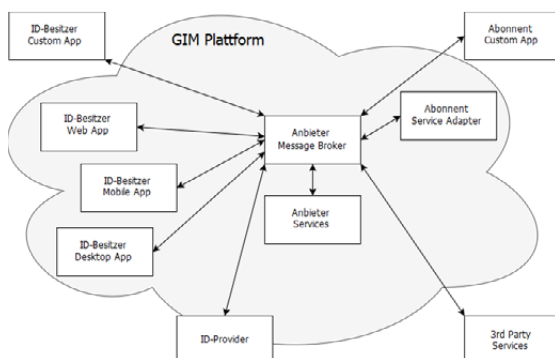 ID-Besitzer
Custom App
GIM Plattform
Abonnent
Custom App
ID-Besitzer
Web App
Anbieter
Message Broker
Abonnent
Service Adapter
ID-Besitzer
Mobile App
Anbieter
Services
ID-Besitzer
Desktop App
ID-Provider
3rd Party
Services